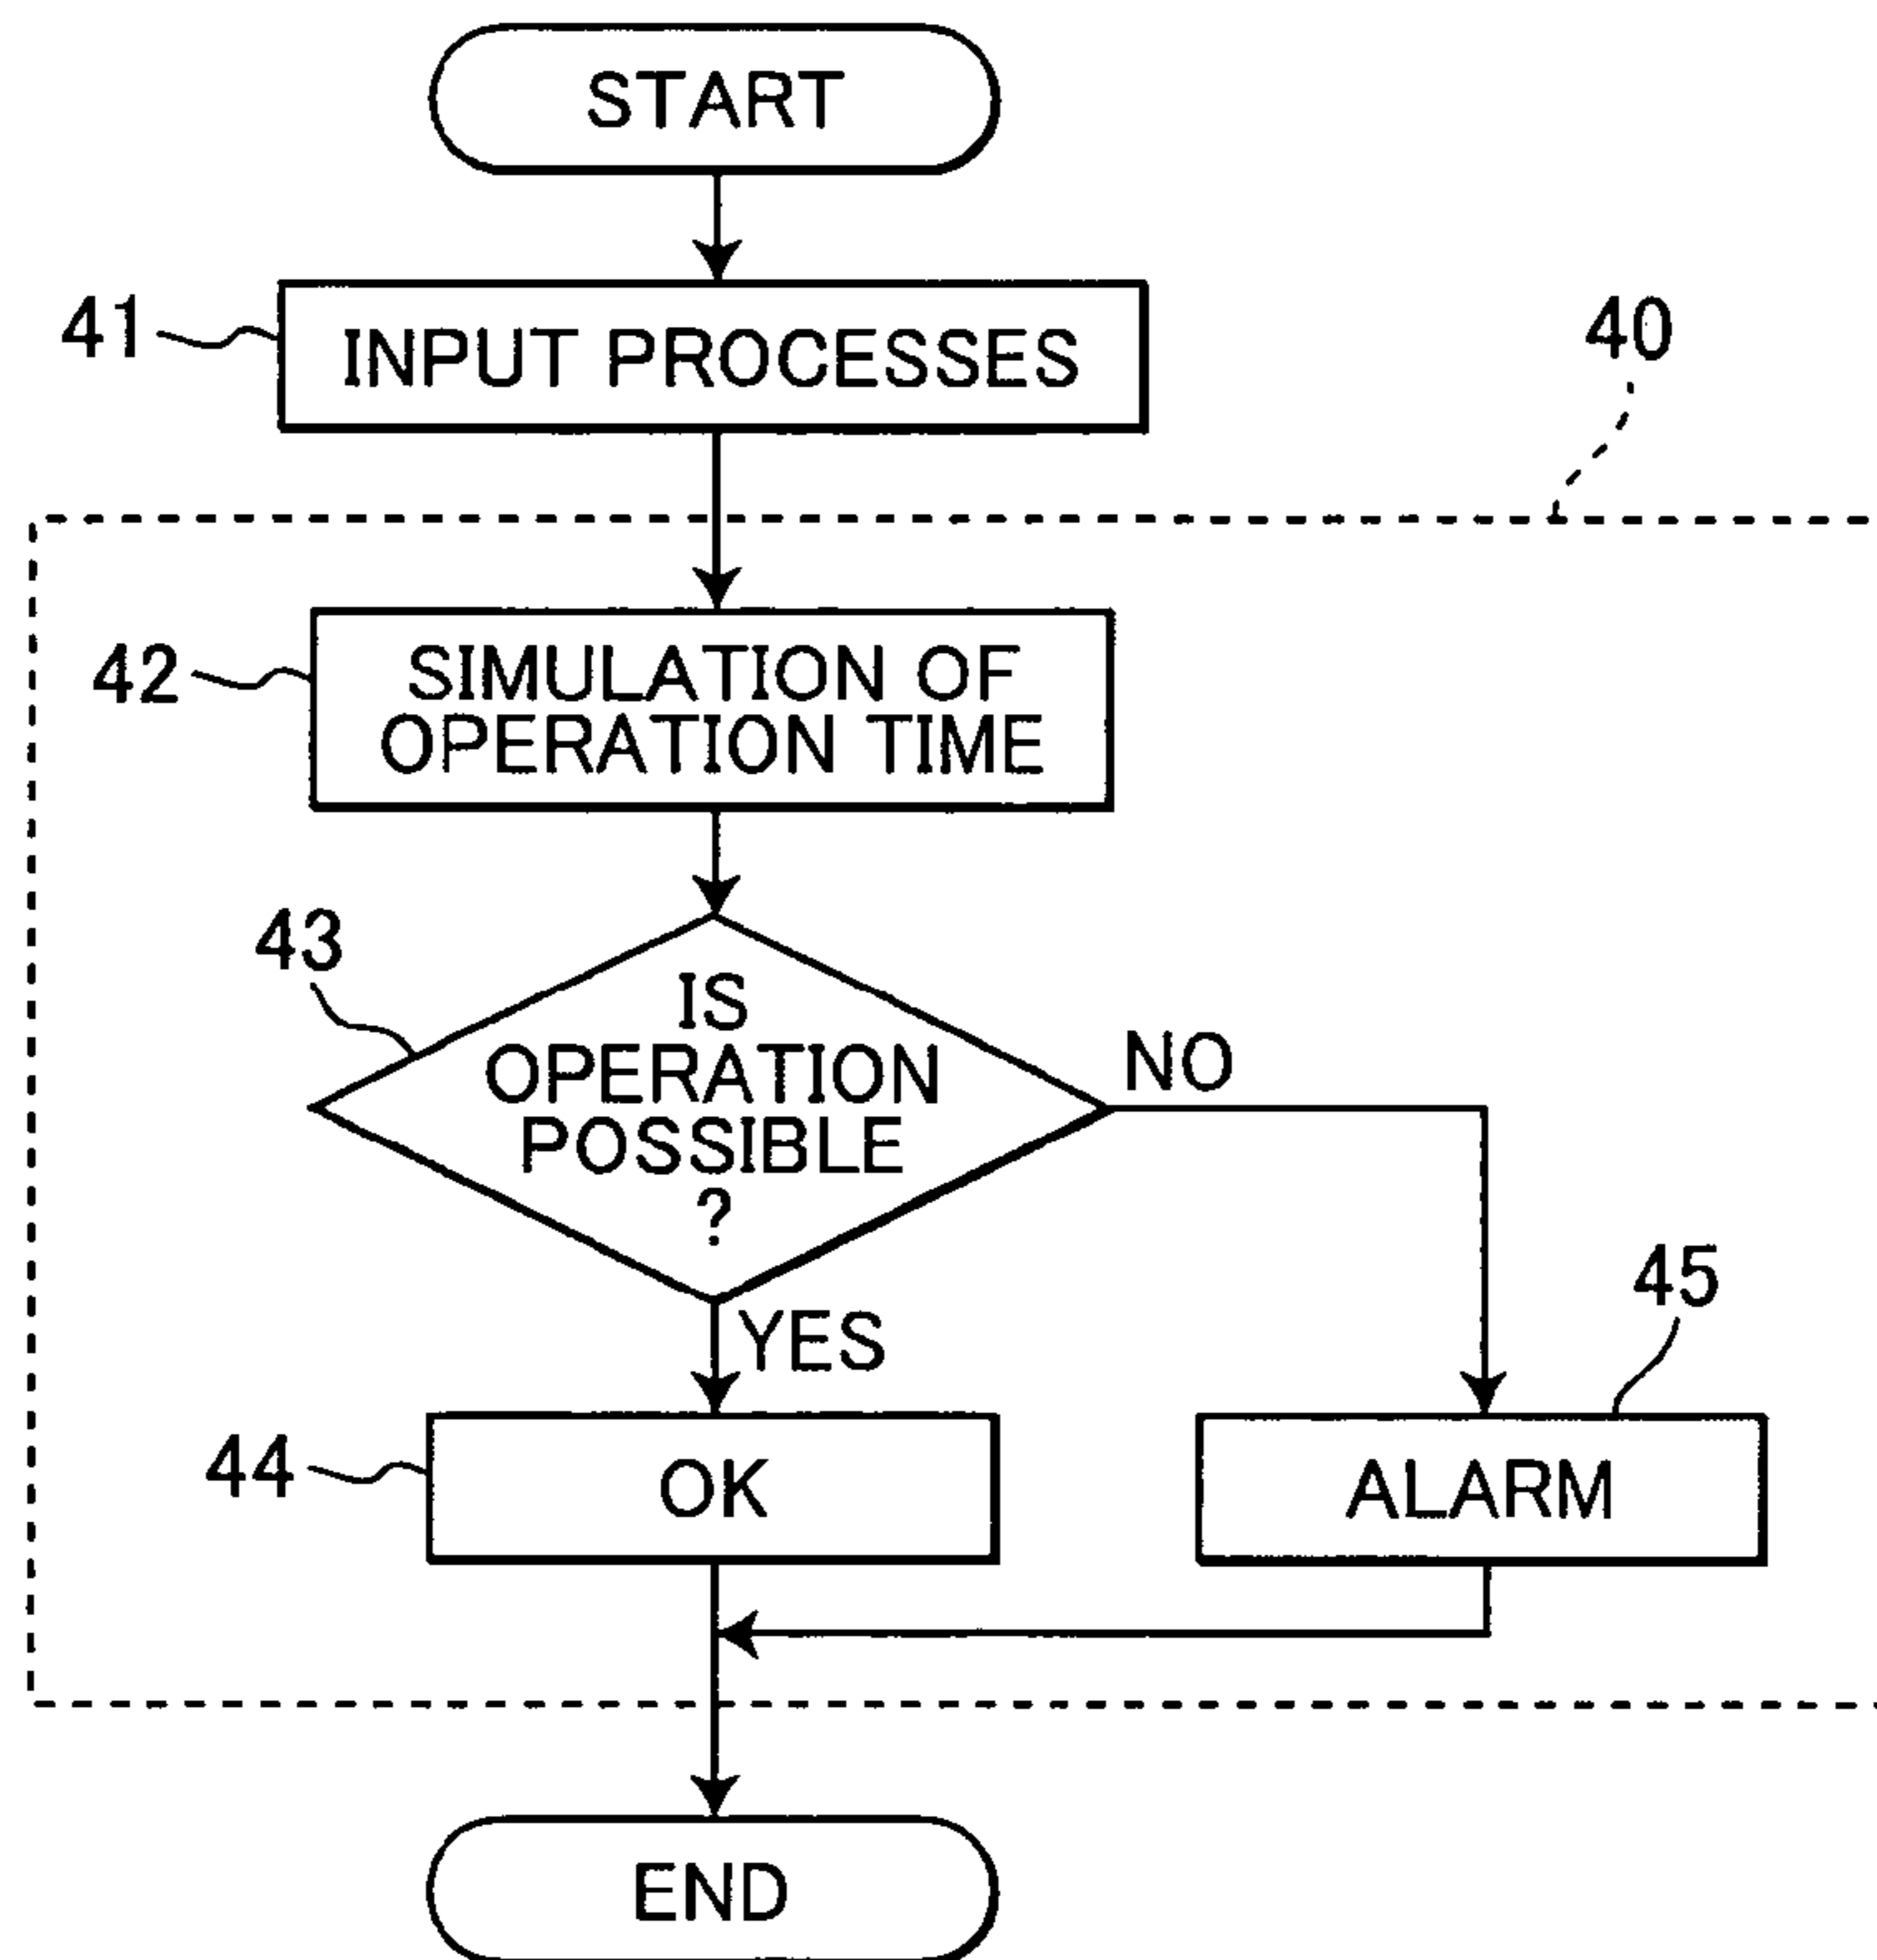 START
41
INPUT PROCESSES
40
42
SIMULATION OF
OPERATION TIME
43
IS
OPERATION
POSSIBLE
?
NO
YES
45
44
OK
ALARM
END